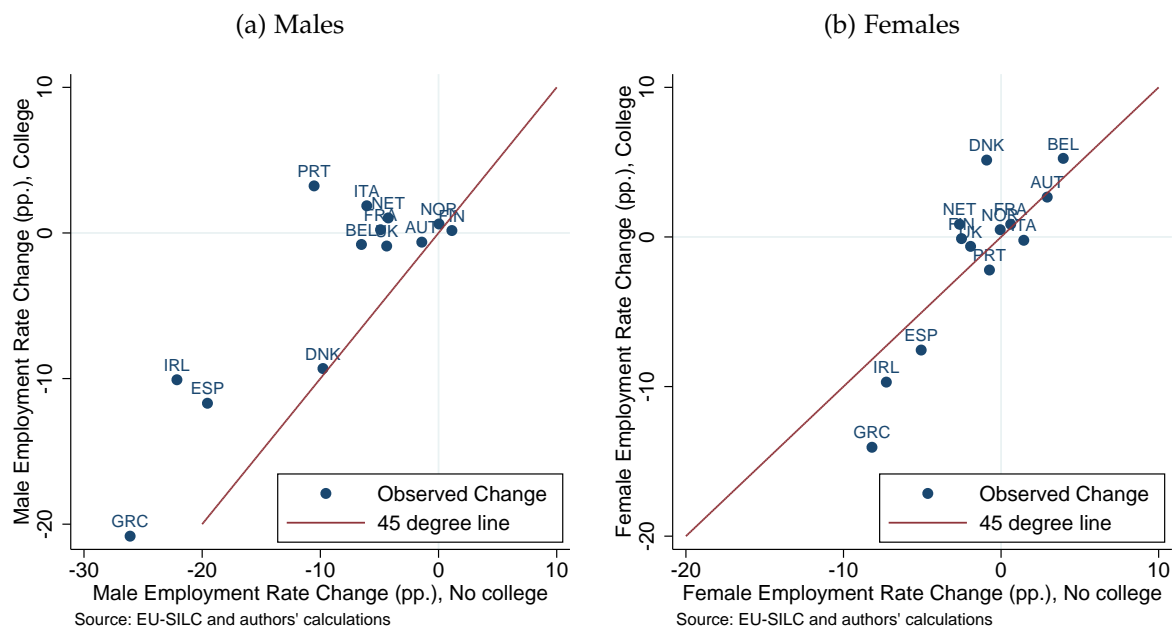 (a) Males
Male Employment Rate Change (pp.), College
10
0
-10
-20
PRT
ITA
NET
FRA
NOR
FIN
BEL
UK
AUT
DNK
IRL
ESP
GRC
Observed Change
45 degree line
-30 -20 -10 0 10
Male Employment Rate Change (pp.), No college
Source: EU-SILC and authors' calculations
(b) Females
Female Employment Rate Change (pp.), College
10
0
-10
-20
DNK
BEL
AUT
NET
FRA
NOR
FIN
UK
ITA
PRT
ESP
IRL
GRC
Observed Change
45 degree line
-20 -10 0 10
Female Employment Rate Change (pp.), No college
Source: EU-SILC and authors' calculations